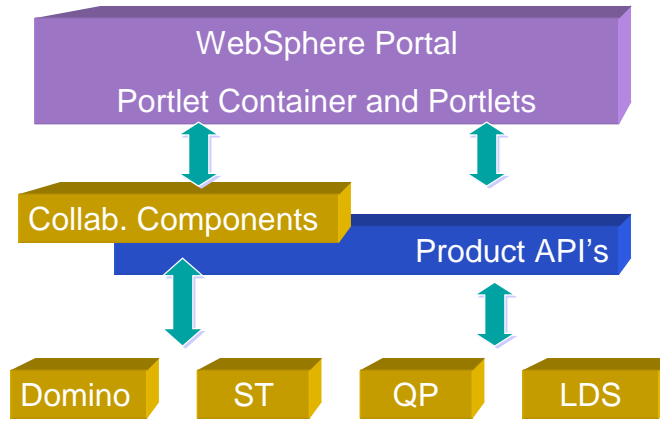 WebSphere Portal
Portlet Container and Portlets
Collab. Components
Product API's
Domino
ST
QP
LDS